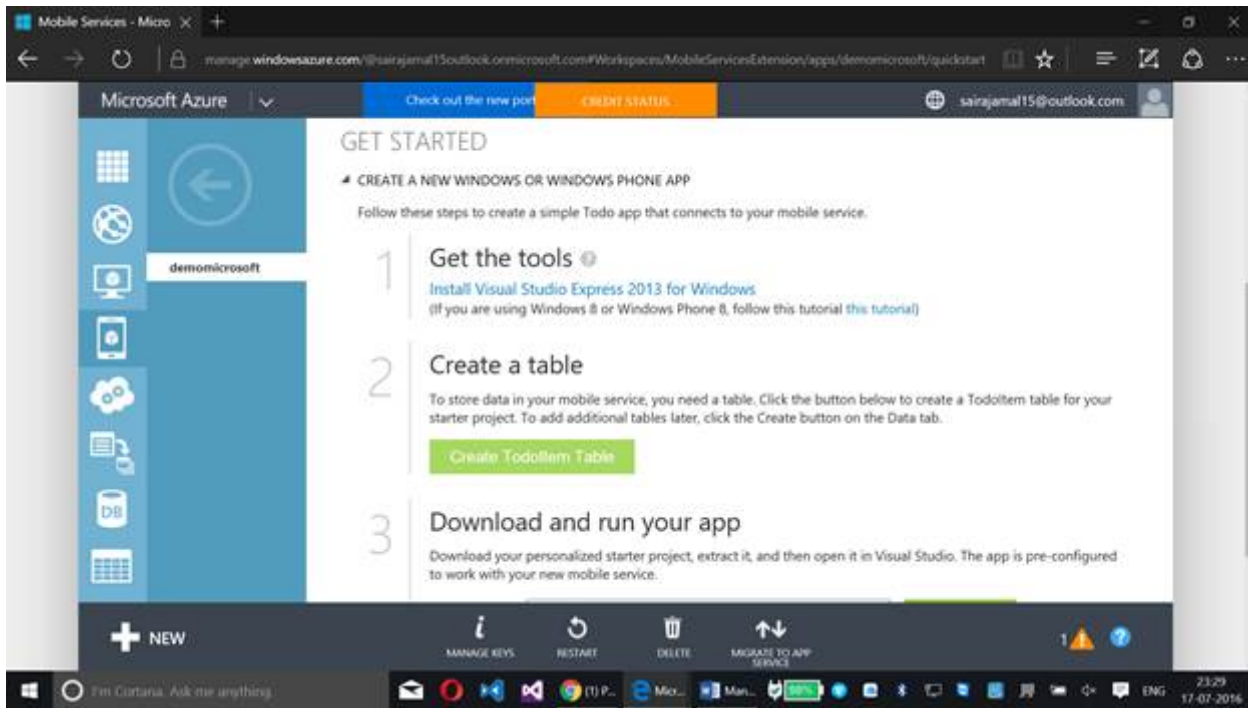 Mobile Services - Micro
manage.windowsazure.com/@sairajamal15outlook.onmicrosoft.com#Workspaces/MobileServicesExtension/apps/demomicrosoft/quickstart
Microsoft Azure
Check out the new port
CREDIT STATUS
sairajamal15@outlook.com
GET STARTED
CREATE A NEW WINDOWS OR WINDOWS PHONE APP
Follow these steps to create a simple Todo app that connects to your mobile service.
demomicrosoft
1
Get the tools
Install Visual Studio Express 2013 for Windows
(If you are using Windows 8 or Windows Phone 8, follow this tutorial this tutorial)
2
Create a table
To store data in your mobile service, you need a table. Click the button below to create a TodoItem table for your
starter project. To add additional tables later, click the Create button on the Data tab.
Create TodoItem Table
DB
3
Download and run your app
Download your personalized starter project, extract it, and then open it in Visual Studio. The app is pre-configured
to work with your new mobile service.
NEW
MANAGE KEYS
RESTART
DELETE
MIGRATE TO APP
SERVICE
1
I'm Cortana. Ask me anything.
(1) P...
Micr...
Man...
ENG
23:29
17-07-2016